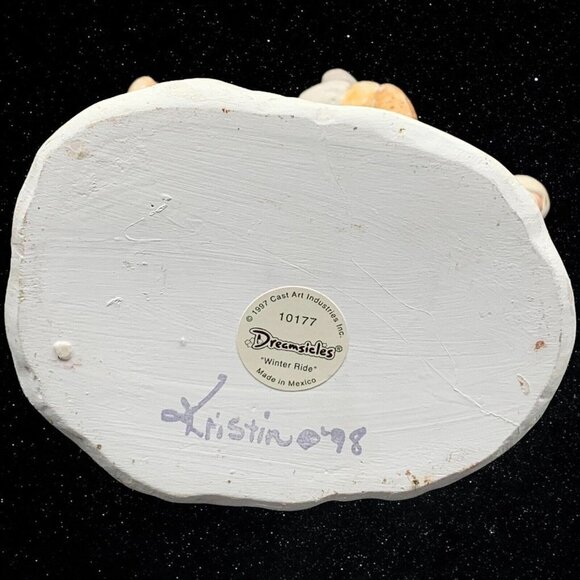 © 1997 Cast Art Industries Inc.
10177
Dreamsicles®
"Winter Ride"
Made in Mexico
Kristin © '98